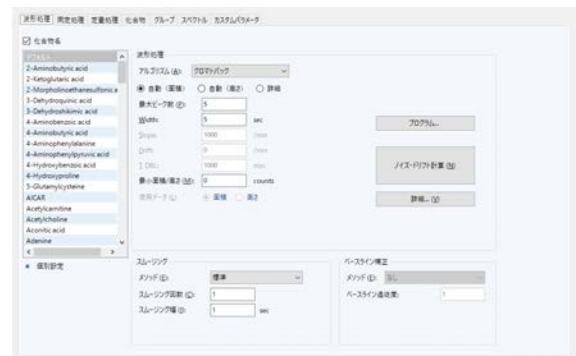 波形処理 同定処理 定量処理 化合物 グループ スペクトル カスタムパラメータ
化合物名
デフォルト
2-Aminobutyric acid
2-Ketoglutaric acid
2-Morpholinoethanesulfonic a
3-Dehydroquinic acid
3-Dehydroshikimic acid
4-Aminobenzoic acid
4-Aminobutyric acid
4-Aminophenylalanine
4-Aminophenylpyruvic acid
4-Hydroxybenzoic acid
4-Hydroxyproline
5-Glutamylcysteine
AICAR
Acetylcarnitine
Acetylcholine
Aconitic acid
Adenine
個別設定
波形処理
アルゴリズム(A): クロマトパック
自動 (面積) 自動 (高さ) 詳細
最大ピーク数(P): 5
Width: 5 sec
Slope: 1000 /min
Drift: 0 /min
T.DBL: 1000 min
最小面積/高さ(M): 0 counts
使用データ(L): 面積 高さ
プログラム...
ノイズ・ドリフト計算(N)
詳細...(V)
スムージング
メソッド(E): 標準
スムージング回数(C): 1
スムージング幅(I): 1 sec
ベースライン補正
メソッド(E): なし
ベースライン追従度: 1